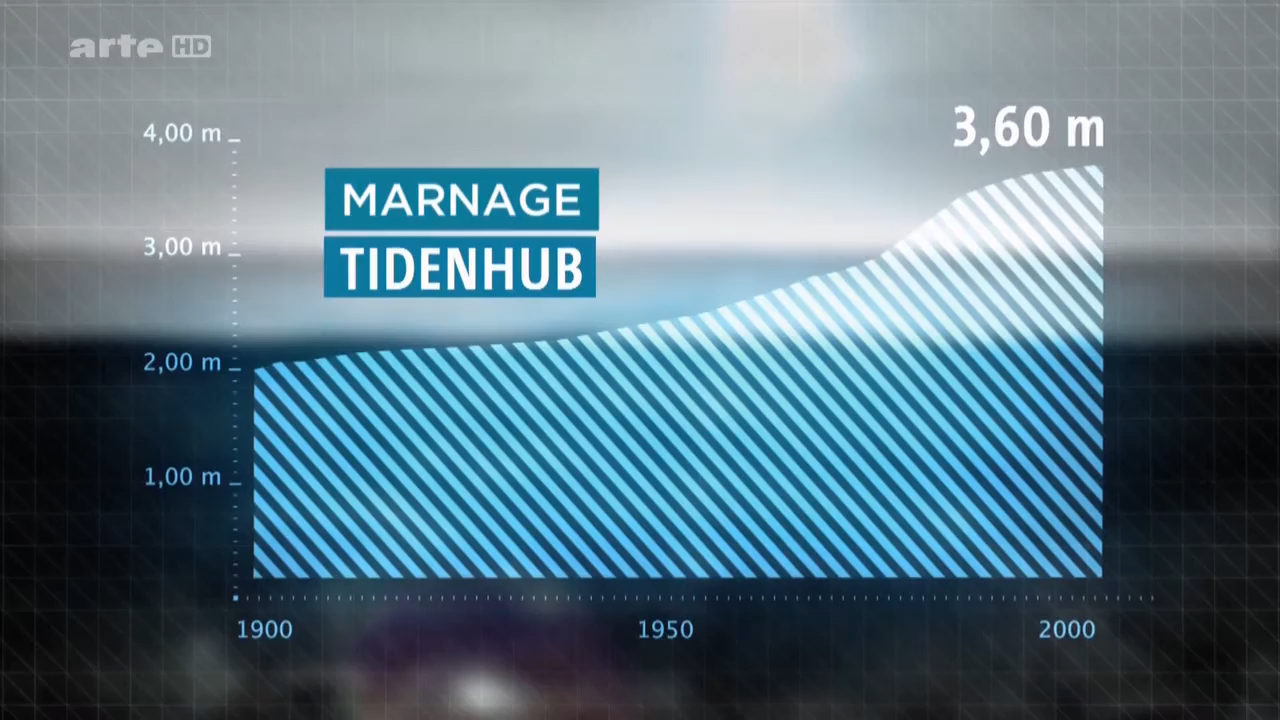 arte HD
4,00 m
3,60 m
MARNAGE
3,00 m
TIDENHUB
2,00 m
1,00 m
1900 1950 2000